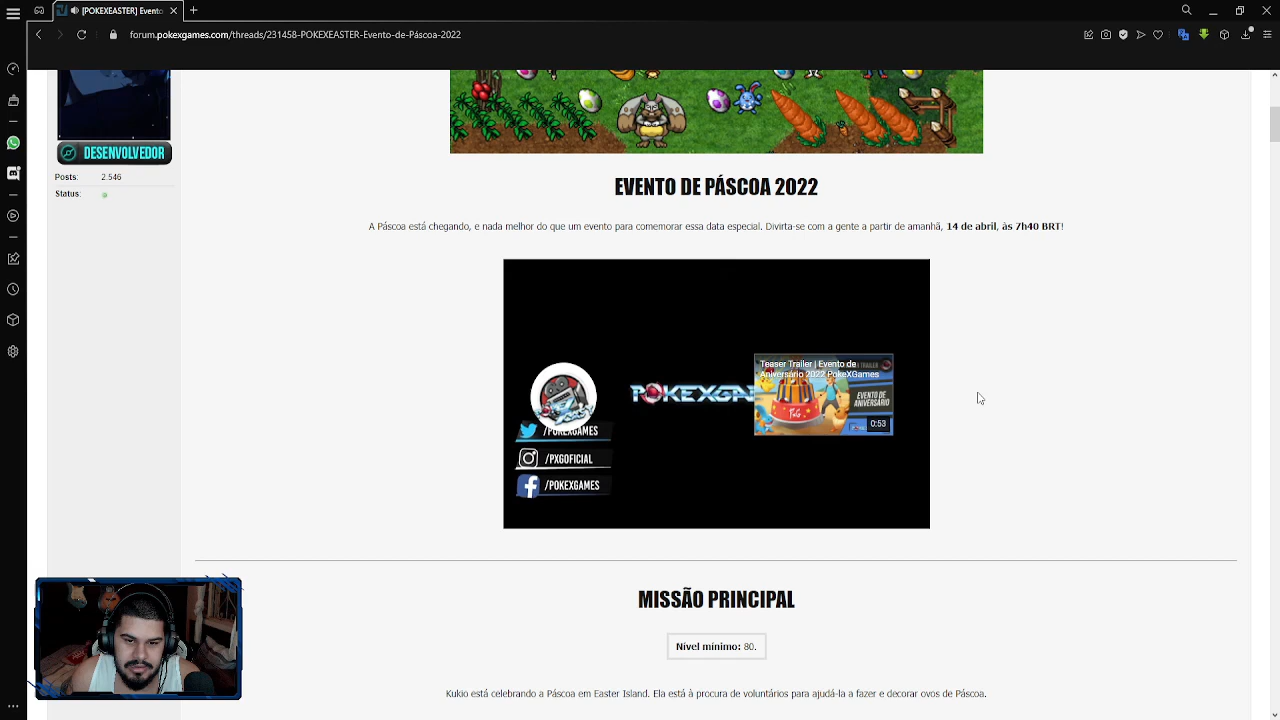 [POKEXEASTER] Evento
forum.pokexgames.com/threads/231458-POKEXEASTER-Evento-de-Páscoa-2022
DESENVOLVEDOR
Posts: 2.546
Status:
EVENTO DE PÁSCOA 2022
A Páscoa está chegando, e nada melhor do que um evento para comemorar essa data especial. Divirta-se com a gente a partir de amanhã, 14 de abril, às 7h40 BRT!
Teaser Trailer | Evento de
Aniversário 2022 PokeXGames
POKEXGA
EVENTO DE
ANIVERSÁRIO
0:53
/POKEXGAMES
/PXGOFICIAL
/POKEXGAMES
MISSÃO PRINCIPAL
Nível mínimo: 80.
Kukio está celebrando a Páscoa em Easter Island. Ela está à procura de voluntários para ajudá-la a fazer e decorar ovos de Páscoa.